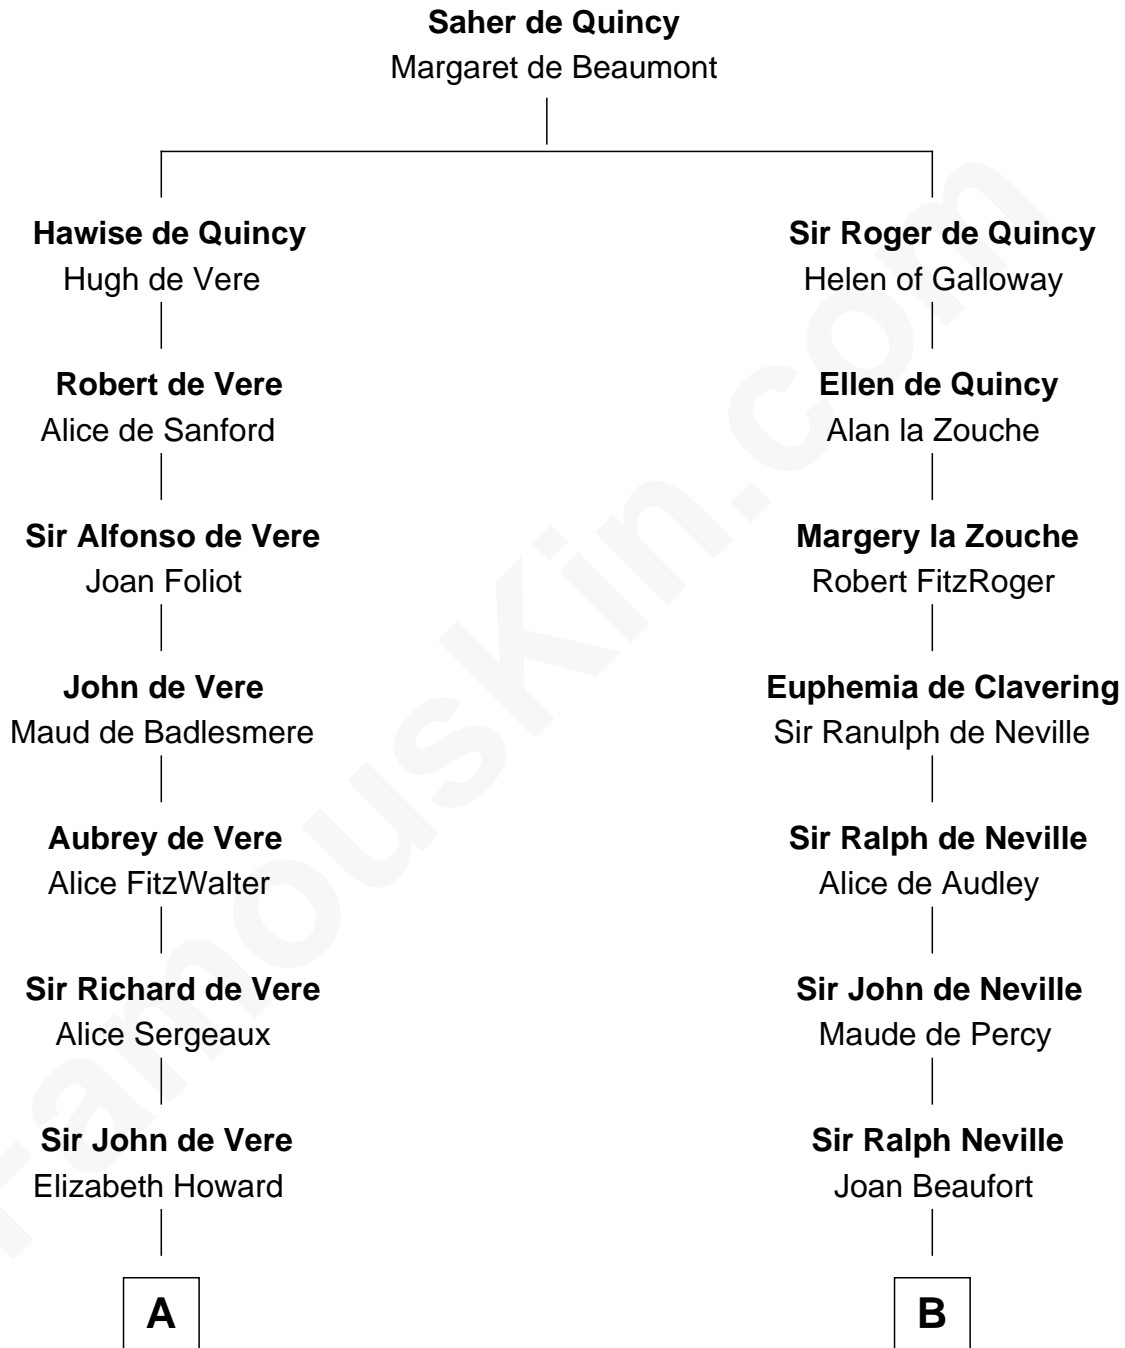 Saher de Quincy
Margaret de Beaumont
Hawise de Quincy
Hugh de Vere
Sir Roger de Quincy
Helen of Galloway
Robert de Vere
Alice de Sanford
Ellen de Quincy
Alan la Zouche
Sir Alfonso de Vere
Joan Foliot
Margery la Zouche
Robert FitzRoger
John de Vere
Maud de Badlesmere
Euphemia de Clavering
Sir Ranulph de Neville
Aubrey de Vere
Alice FitzWalter
Sir Ralph de Neville
Alice de Audley
Sir Richard de Vere
Alice Sergeaux
Sir John de Neville
Maude de Percy
Sir John de Vere
Elizabeth Howard
Sir Ralph Neville
Joan Beaufort
A
B
FamousKin.com